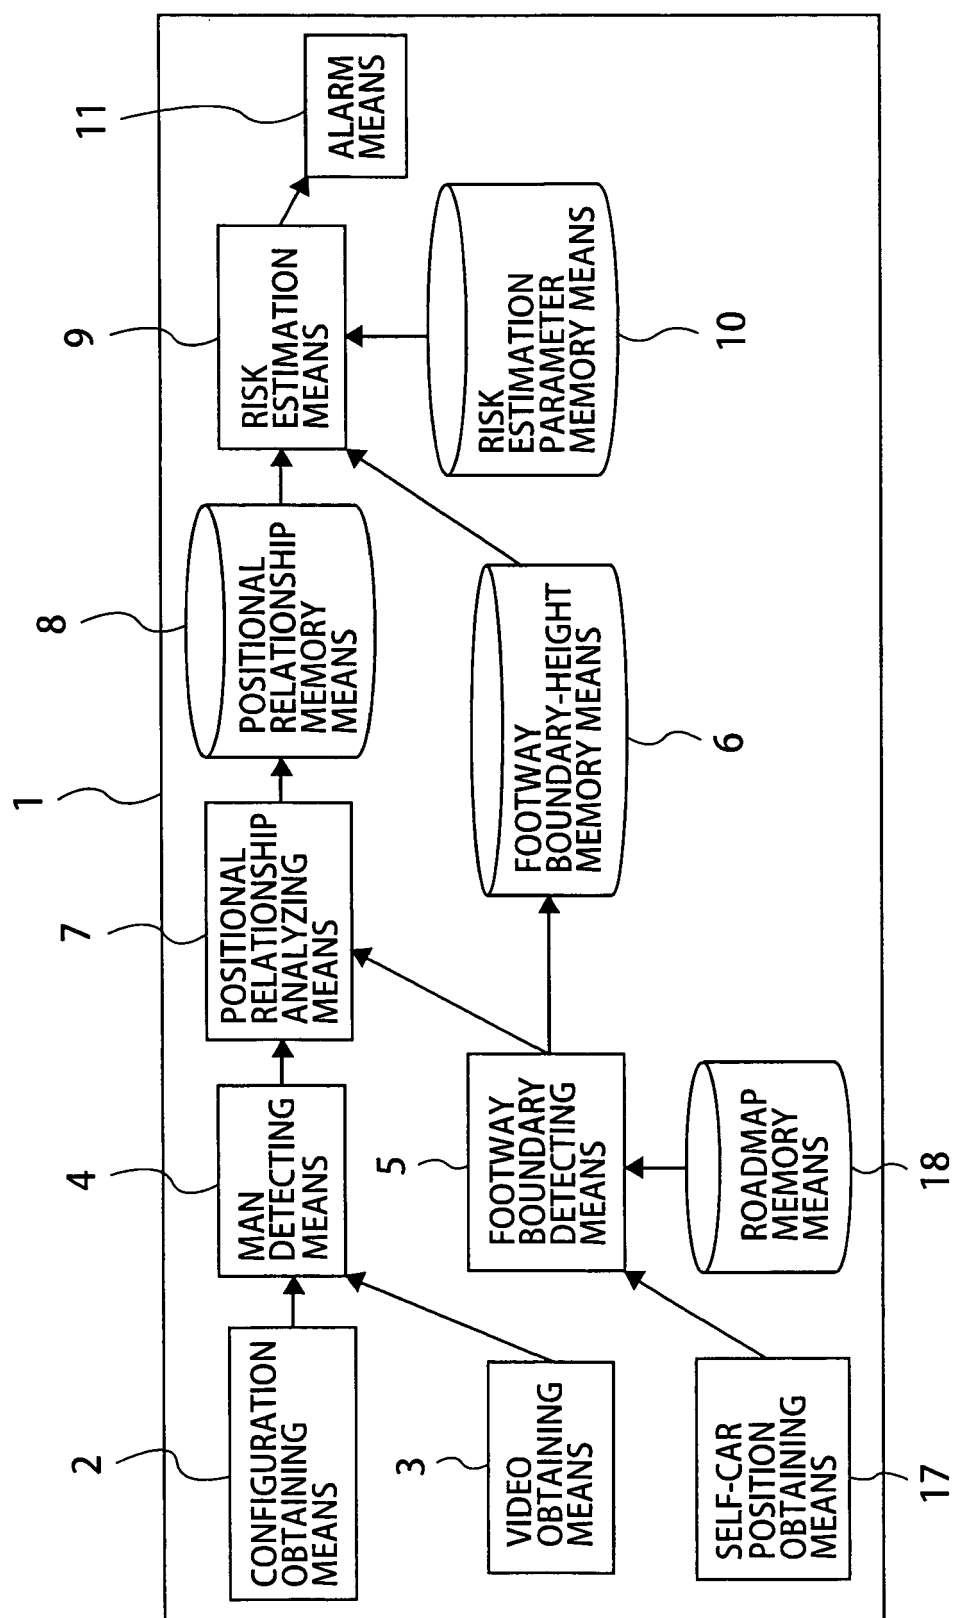 1
2
CONFIGURATION
OBTAINING
MEANS
4
MAN
DETECTING
MEANS
7
POSITIONAL
RELATIONSHIP
ANALYZING
MEANS
8
POSITIONAL
RELATIONSHIP
MEMORY
MEANS
9
RISK
ESTIMATION
MEANS
11
ALARM
MEANS
3
VIDEO
OBTAINING
MEANS
5
FOOTWAY
BOUNDARY
DETECTING
MEANS
FOOTWAY
BOUNDARY-HEIGHT
MEMORY MEANS
6
RISK
ESTIMATION
PARAMETER
MEMORY MEANS
10
SELF-CAR
POSITION
OBTAINING
MEANS
17
ROADMAP
MEMORY
MEANS
18